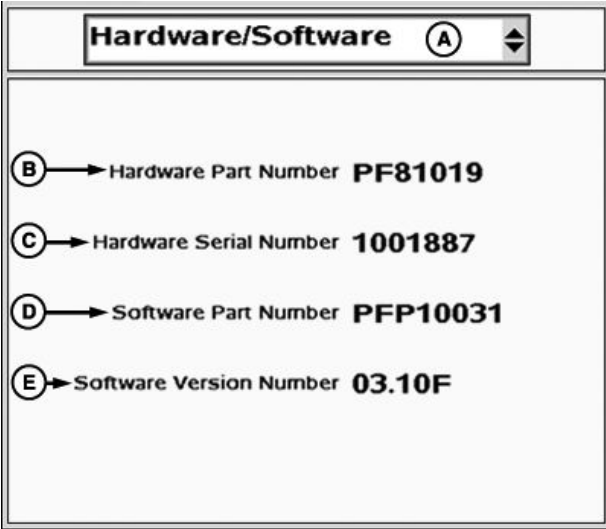 Hardware/Software A
B Hardware Part Number PF81019
C Hardware Serial Number 1001887
D Software Part Number PFP10031
E Software Version Number 03.10F